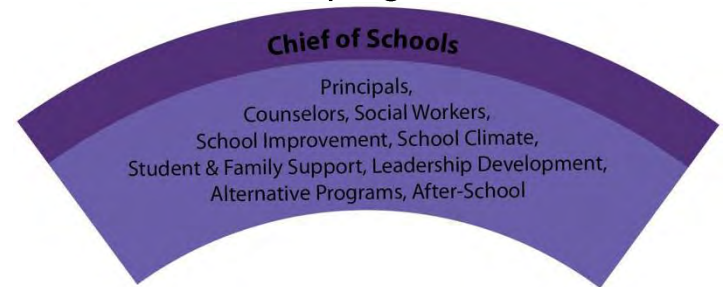 Chief of Schools
Principals,
Counselors, Social Workers,
School Improvement, School Climate,
Student & Family Support, Leadership Development,
Alternative Programs, After-School